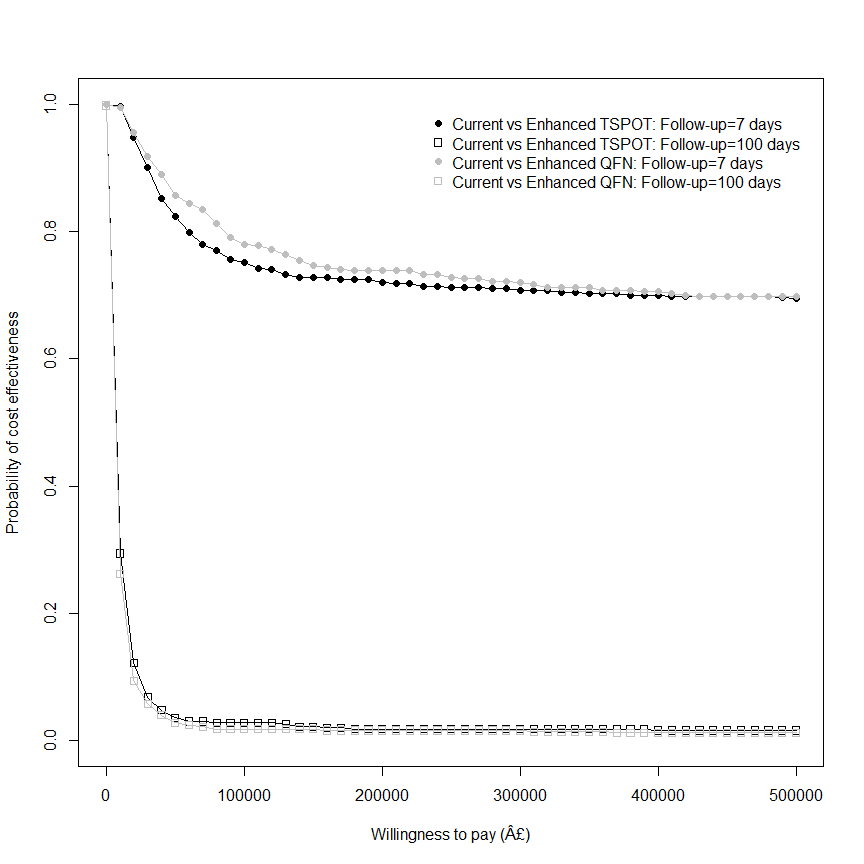 Current vs Enhanced TSPOT: Follow-up=7 days
Current vs Enhanced TSPOT: Follow-up=100 days
Current vs Enhanced QFN: Follow-up=7 days
Current vs Enhanced QFN: Follow-up=100 days
Probability of cost effectiveness
1.0
0.8
0.6
0.4
0.2
0.0
0 100000 200000 300000 400000 500000
Willingness to pay (Â£)